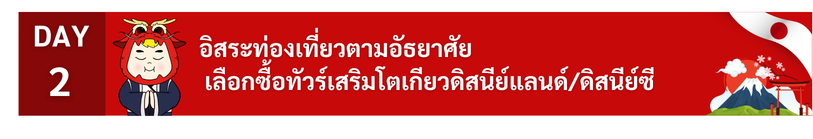 DAY
2
อิสระท่องเที่ยวตามอัธยาศัย
เลือกซื้อทัวร์เสริมโตเกียวดิสนีย์แลนด์/ดิสนีย์ซี